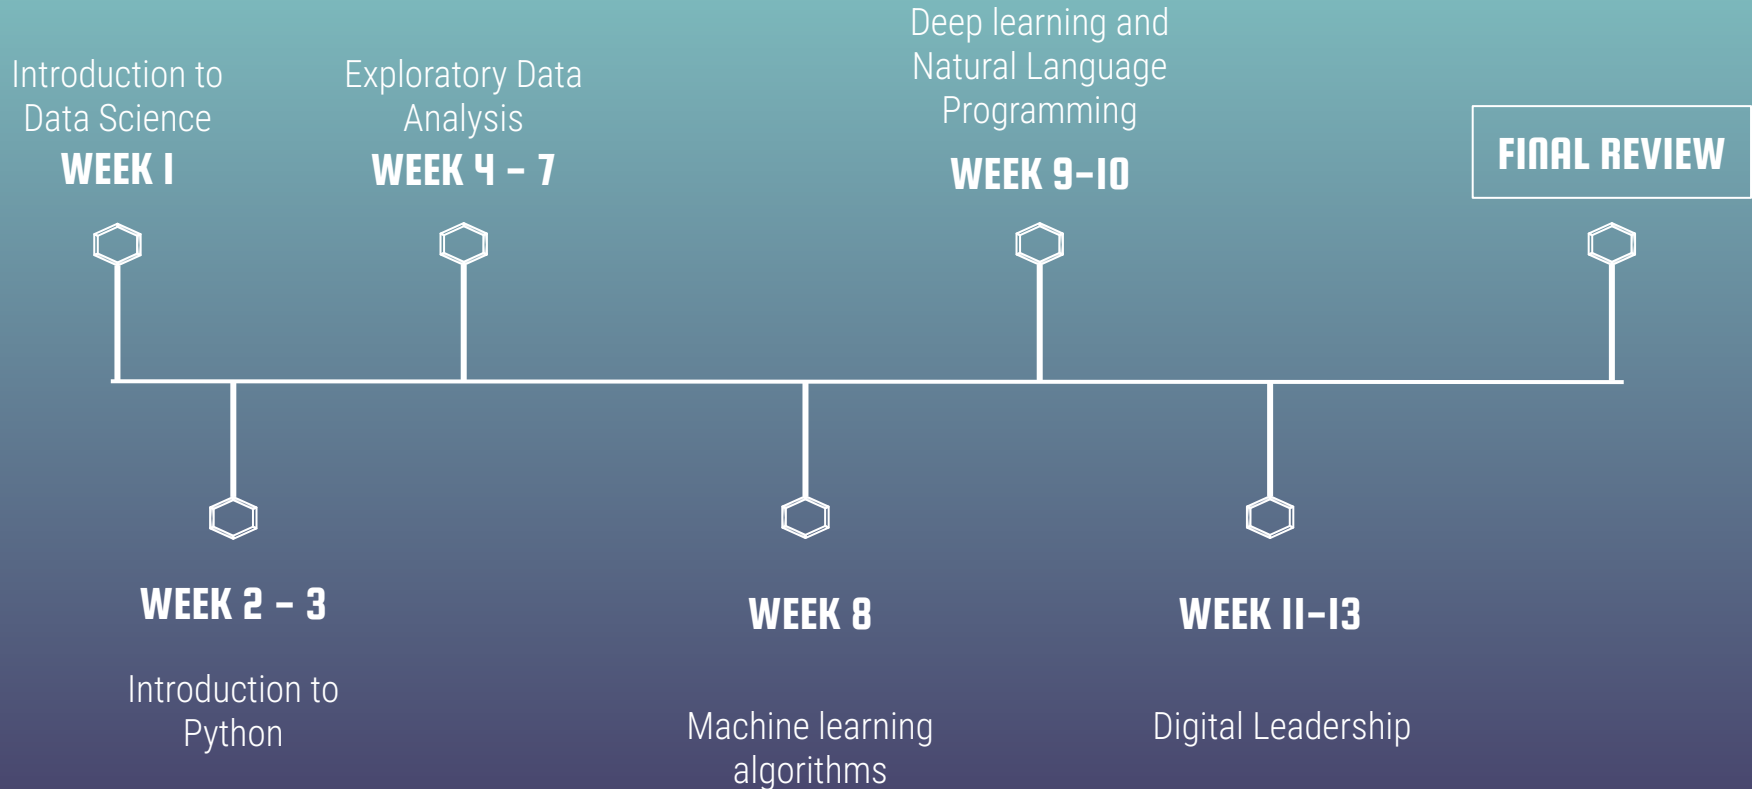 Introduction to
Data Science
WEEK 1
Exploratory Data
Analysis
WEEK 4 - 7
Deep learning and
Natural Language
Programming
WEEK 9-10
FINAL REVIEW
WEEK 2 - 3
Introduction to
Python
WEEK 8
Machine learning
algorithms
WEEK 11-13
Digital Leadership